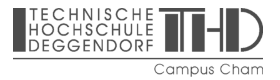 TECHNISCHE
HOCHSCHULE
DEGGENDORF
THD
Campus Cham